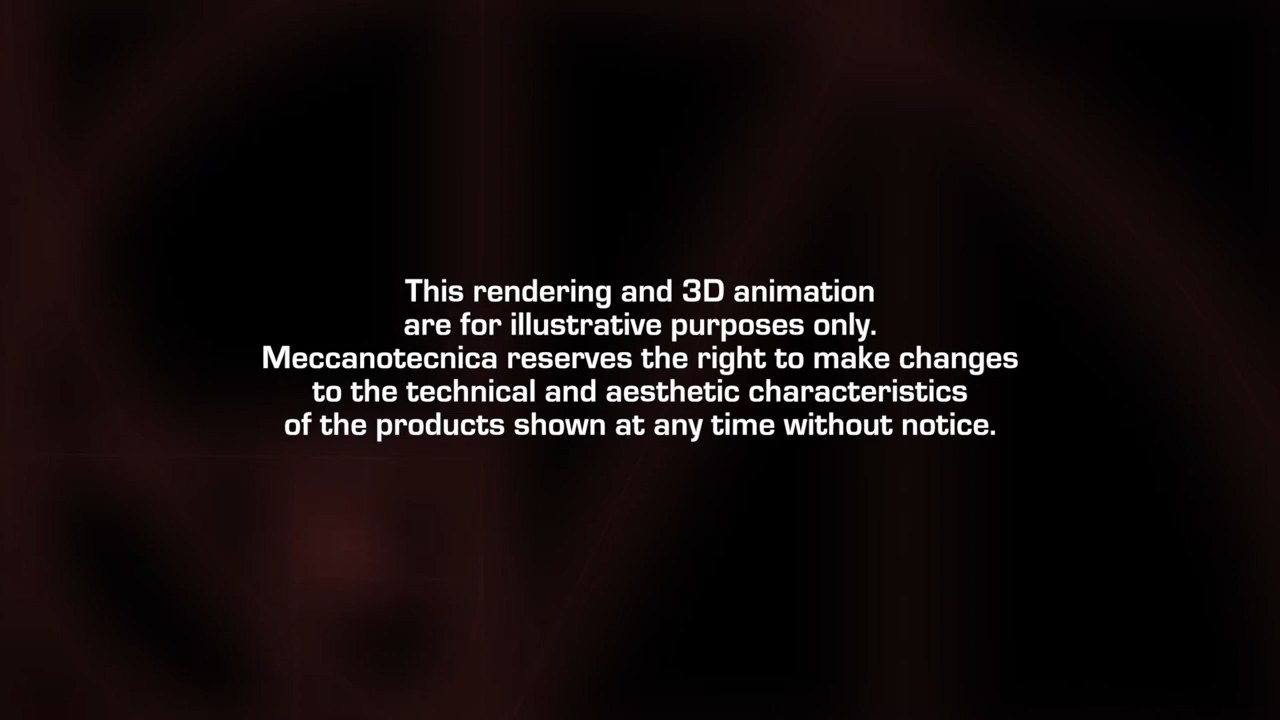 This rendering and 3D animation
are for illustrative purposes only.
Meccanotecnica reserves the right to make changes
to the technical and aesthetic characteristics
of the products shown at any time without notice.